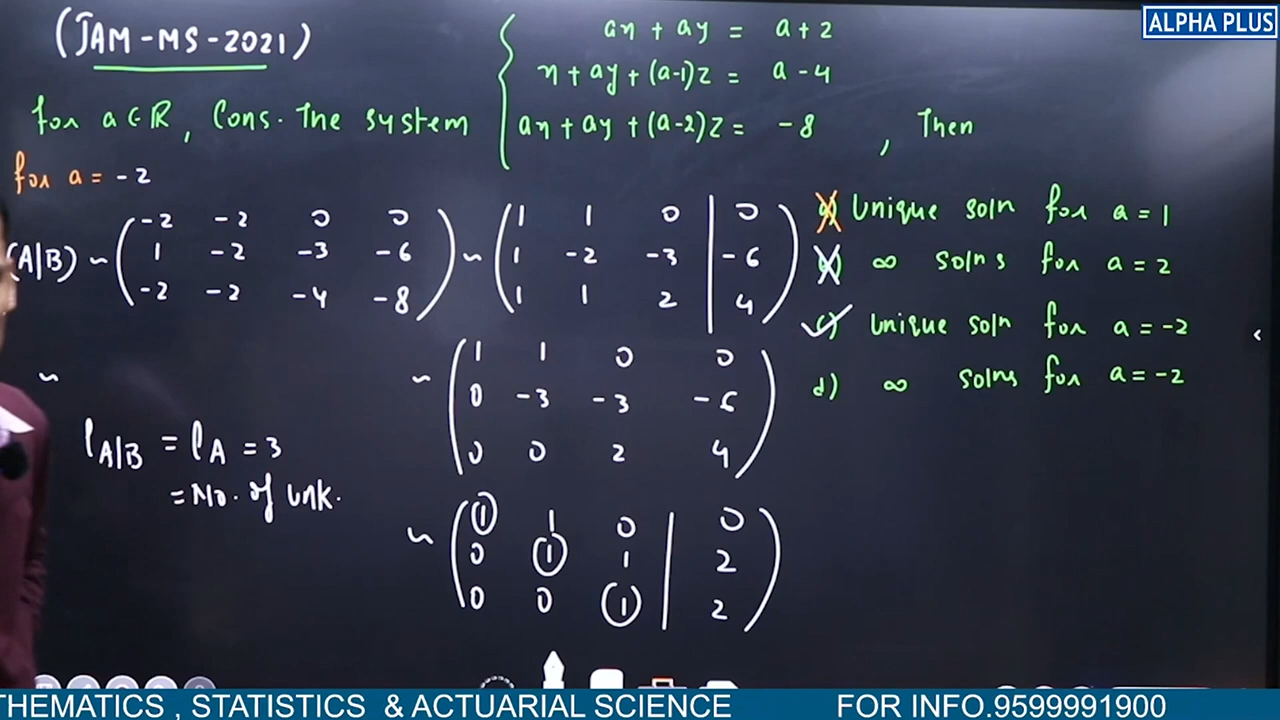 ALPHA PLUS
(JAM-MS-2021)
ax + ay = a+2
x + ay + (a-1)z = a-4
for a∈R, Cons. The system ax + ay + (a-2)z = -8, Then
for a = -2
a) Unique soln for a = 1
b) ∞ solns for a = 2
c) Unique soln for a = -2
d) ∞ solns for a = -2
(A|B) ~ ( -2 -2 0 0
1 -2 -3 -6
-2 -2 -4 -8 )
~ ( 1 1 0 | 0
1 -2 -3 | -6
1 1 2 | 4 )
~
~ ( 1 1 0 0
0 -3 -3 -6
0 0 2 4 )
ρA|B = ρA = 3
= No. of unk.
~ ( 1 1 0 | 0
0 1 1 | 2
0 0 1 | 2 )
THEMATICS , STATISTICS & ACTUARIAL SCIENCE FOR INFO.9599991900